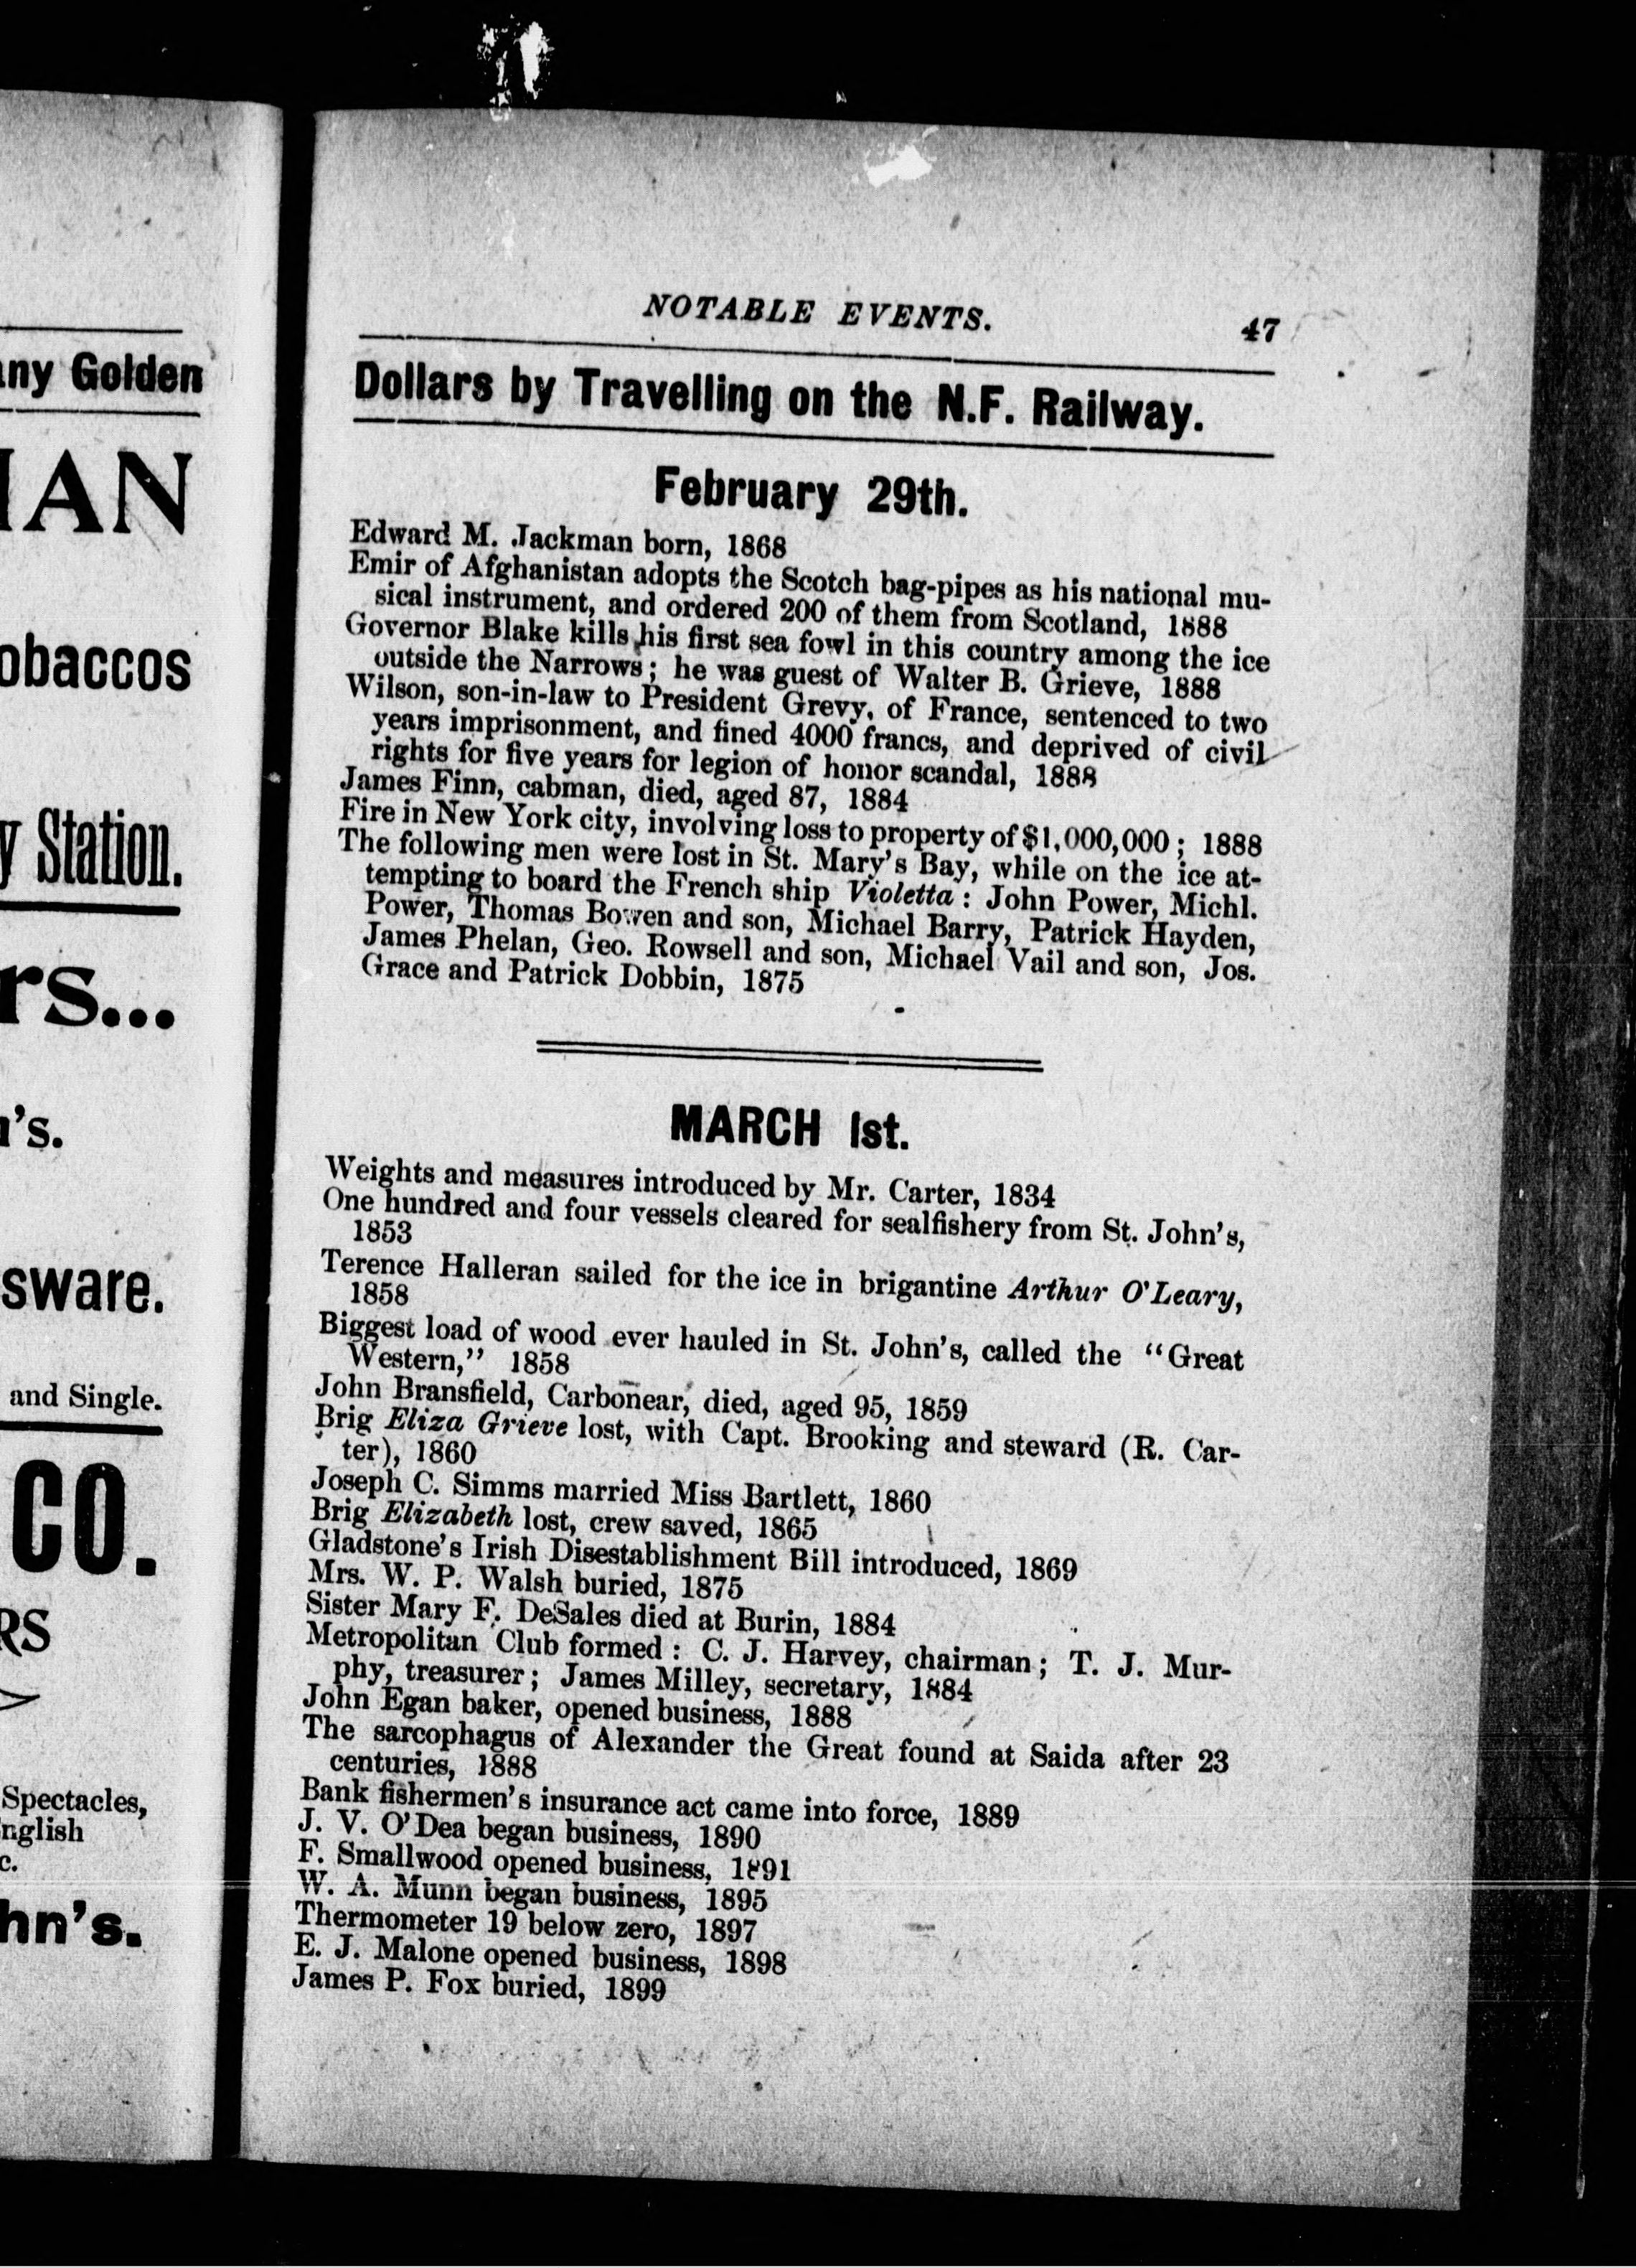 ny Golden
AN
obaccos
y Station.
rs...
's.
sware.
and Single.
CO.
RS
Spectacles,
nglish
c.
hn's.
NOTABLE EVENTS. 47
Dollars by Travelling on the N.F. Railway.
February 29th.
Edward M. Jackman born, 1868
Emir of Afghanistan adopts the Scotch bag-pipes as his national mu-
sical instrument, and ordered 200 of them from Scotland, 1888
Governor Blake kills his first sea fowl in this country among the ice
outside the Narrows; he was guest of Walter B. Grieve, 1888
Wilson, son-in-law to President Grevy, of France, sentenced to two
years imprisonment, and fined 4000 francs, and deprived of civil
rights for five years for legion of honor scandal, 1888
James Finn, cabman, died, aged 87, 1884
Fire in New York city, involving loss to property of $1,000,000; 1888
The following men were lost in St. Mary's Bay, while on the ice at-
tempting to board the French ship Violetta: John Power, Michl.
Power, Thomas Bowen and son, Michael Barry, Patrick Hayden,
James Phelan, Geo. Rowsell and son, Michael Vail and son, Jos.
Grace and Patrick Dobbin, 1875
MARCH 1st.
Weights and measures introduced by Mr. Carter, 1834
One hundred and four vessels cleared for sealfishery from St. John's,
1853
Terence Halleran sailed for the ice in brigantine Arthur O'Leary,
1858
Biggest load of wood ever hauled in St. John's, called the "Great
Western," 1858
John Bransfield, Carbonear, died, aged 95, 1859
Brig Eliza Grieve lost, with Capt. Brooking and steward (R. Car-
ter), 1860
Joseph C. Simms married Miss Bartlett, 1860
Brig Elizabeth lost, crew saved, 1865
Gladstone's Irish Disestablishment Bill introduced, 1869
Mrs. W. P. Walsh buried, 1875
Sister Mary F. DeSales died at Burin, 1884
Metropolitan Club formed: C. J. Harvey, chairman; T. J. Mur-
phy, treasurer; James Milley, secretary, 1884
John Egan baker, opened business, 1888
The sarcophagus of Alexander the Great found at Saida after 23
centuries, 1888
Bank fishermen's insurance act came into force, 1889
J. V. O'Dea began business, 1890
F. Smallwood opened business, 1891
W. A. Munn began business, 1895
Thermometer 19 below zero, 1897
E. J. Malone opened business, 1898
James P. Fox buried, 1899